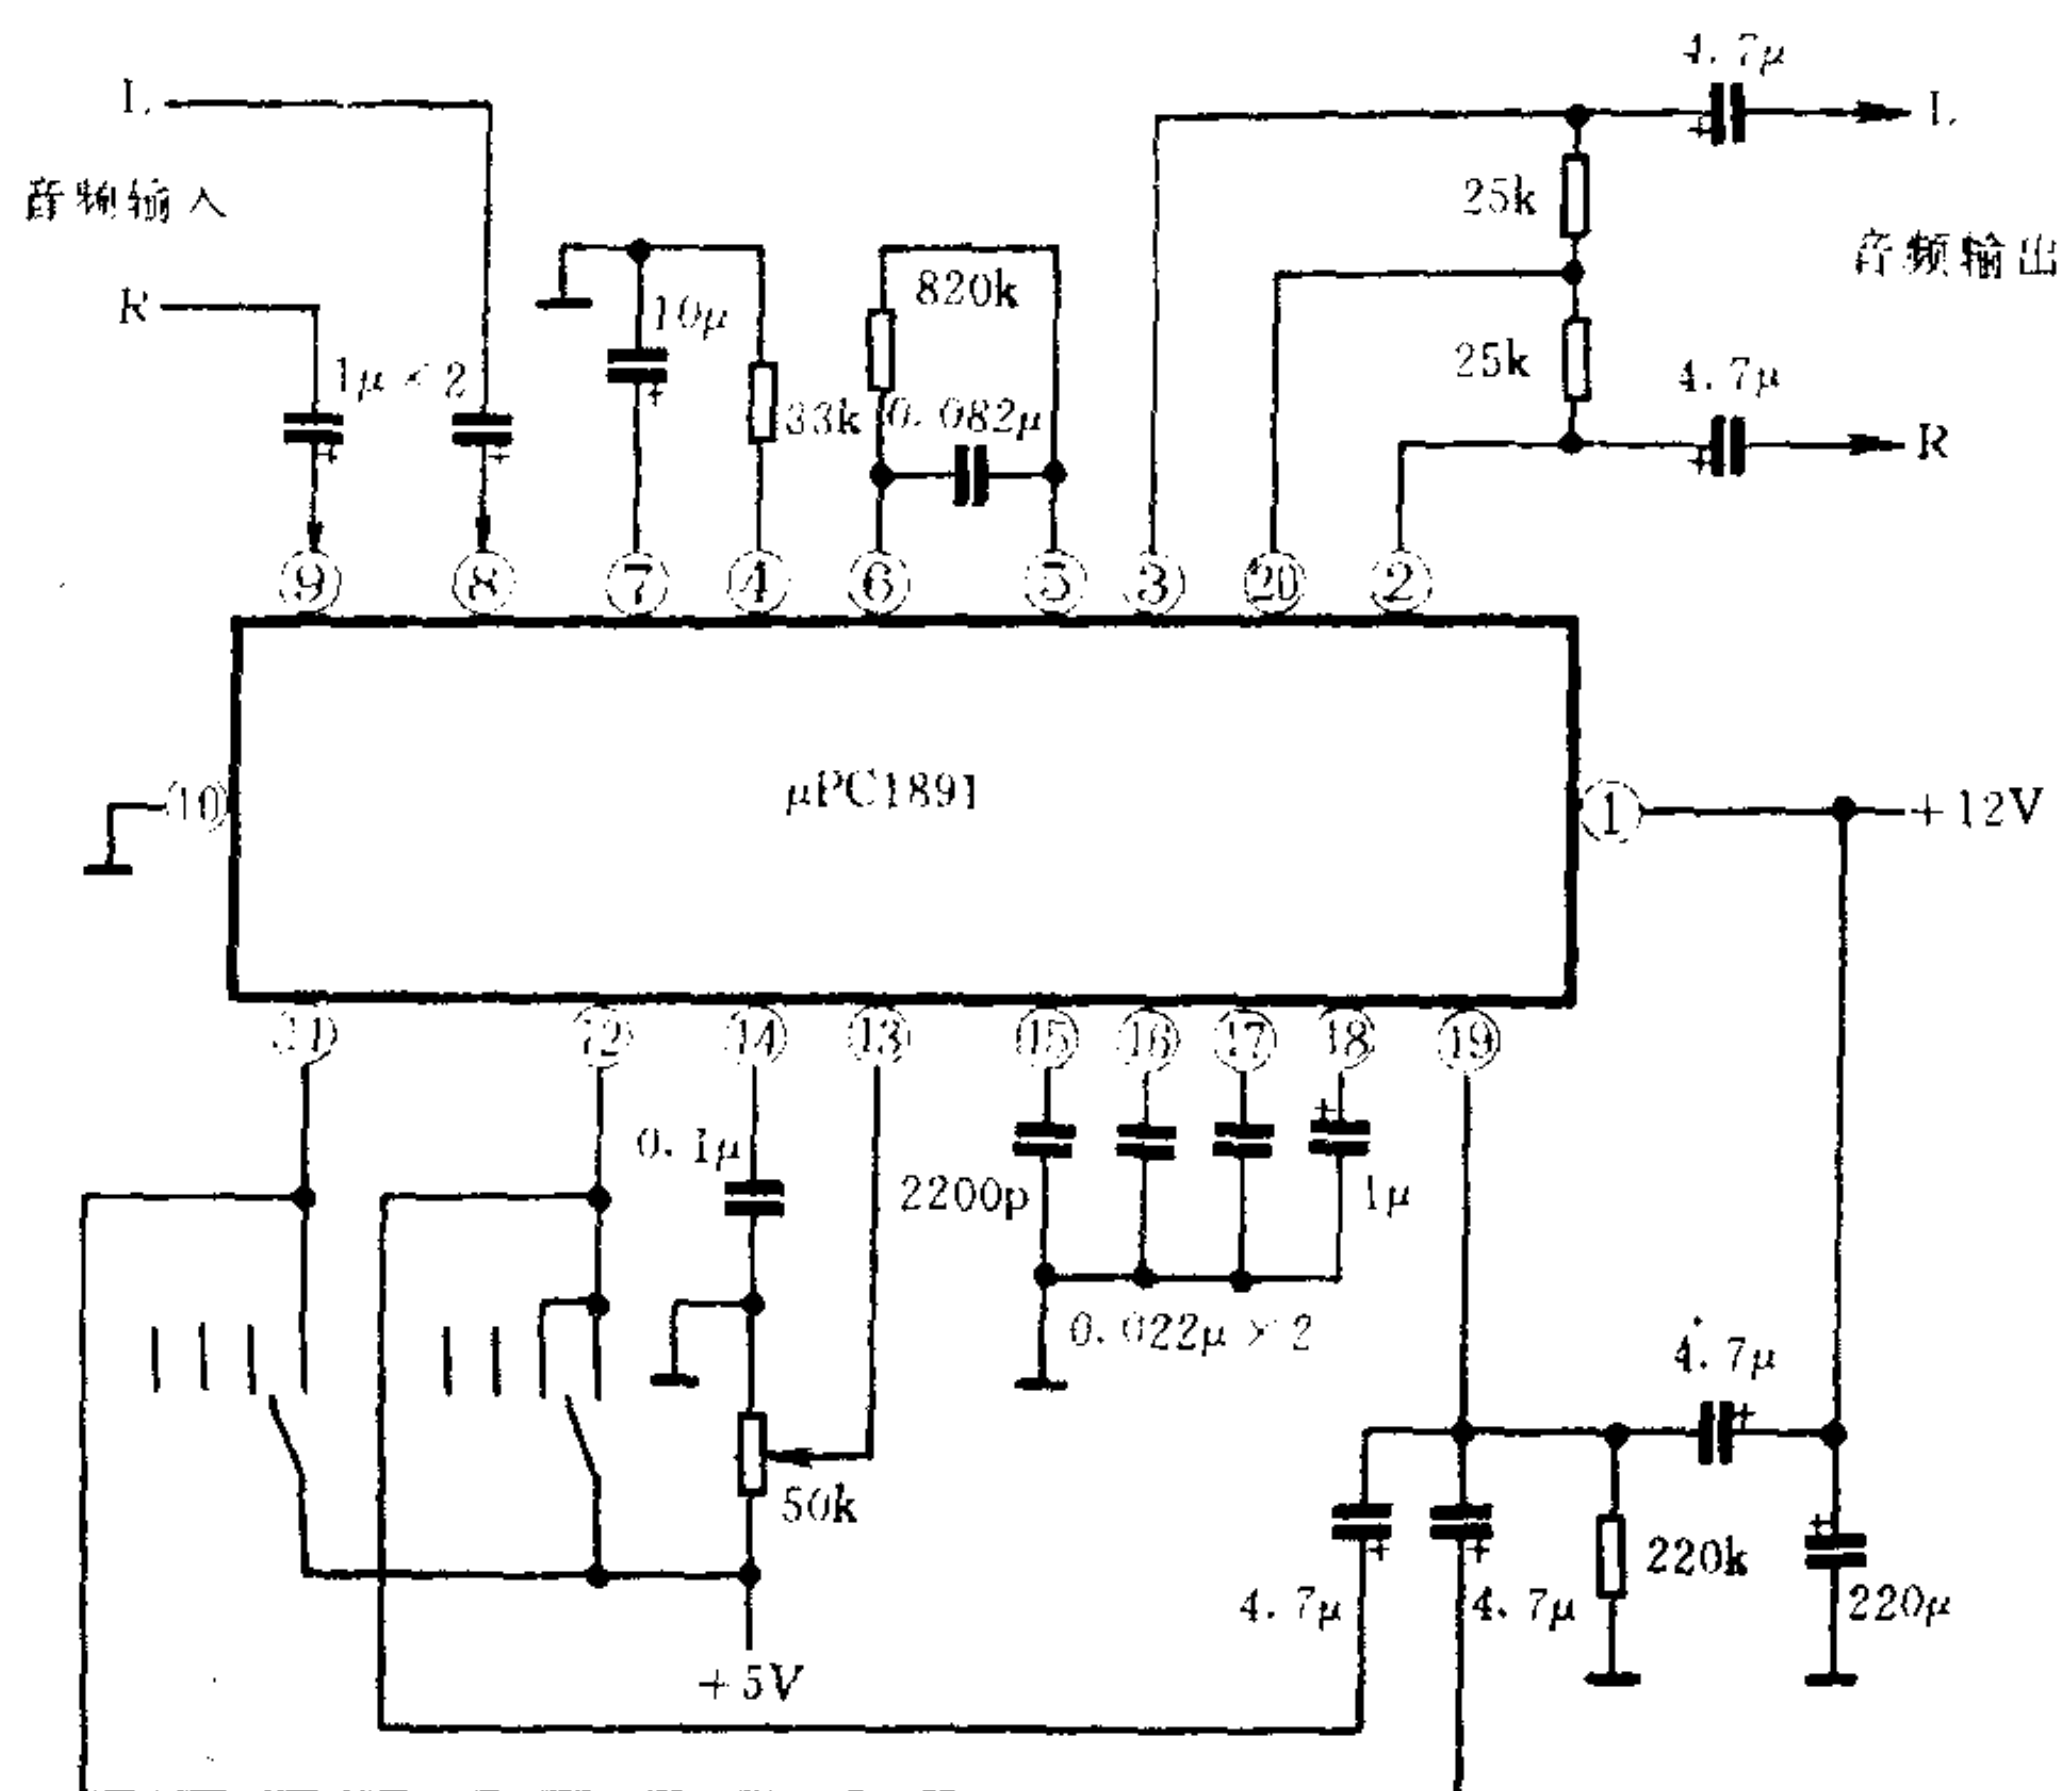 4.7μ
L
L
25k
音频输入
音频输出
820k
R
10μ
1μ×2
25k
4.7μ
33k
0.082μ
R
⑨
⑧
⑦
④
⑥
⑤
③
⑳
②
μPC1891
⑩
①
+12V
⑪
⑫
⑭
⑬
⑮
⑯
⑰
⑱
⑲
0.1μ
2200p
1μ
0.022μ×2
4.7μ
50k
220k
4.7μ
4.7μ
220μ
+5V